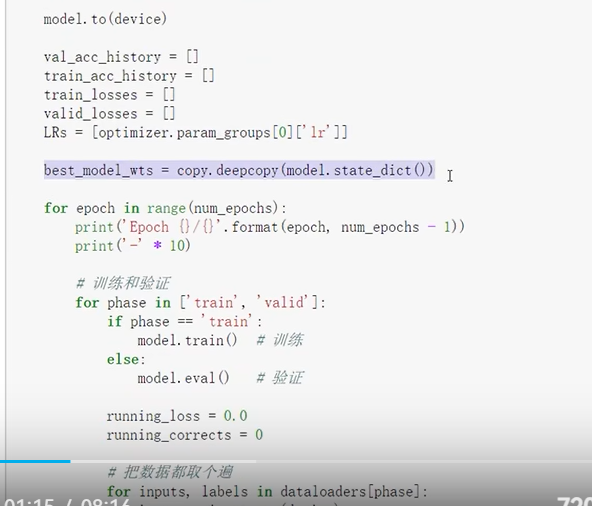 model.to(device)
val_acc_history = []
train_acc_history = []
train_losses = []
valid_losses = []
LRs = [optimizer.param_groups[0]['lr']]
best_model_wts = copy.deepcopy(model.state_dict())
for epoch in range(num_epochs):
print('Epoch {}/{}'.format(epoch, num_epochs - 1))
print('-' * 10)
# 训练和验证
for phase in ['train', 'valid']:
if phase == 'train':
model.train()  # 训练
else:
model.eval()   # 验证
running_loss = 0.0
running_corrects = 0
# 把数据都取个遍
for inputs, labels in dataloaders[phase]:
01:15 / 08:16
720